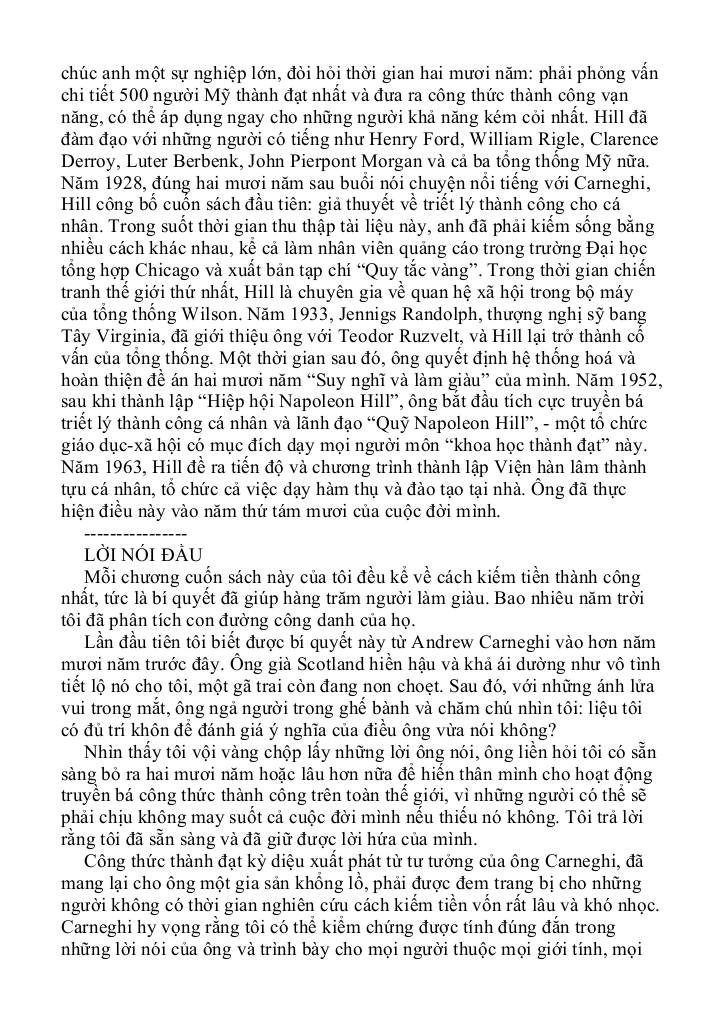 chúc anh một sự nghiệp lớn, đòi hỏi thời gian hai mươi năm: phải phỏng vấn
chi tiết 500 người Mỹ thành đạt nhất và đưa ra công thức thành công vạn
năng, có thể áp dụng ngay cho những người khả năng kém cỏi nhất. Hill đã
đàm đạo với những người có tiếng như Henry Ford, William Rigle, Clarence
Derroy, Luter Berbenk, John Pierpont Morgan và cả ba tổng thống Mỹ nữa.
Năm 1928, đúng hai mươi năm sau buổi nói chuyện nổi tiếng với Carneghi,
Hill công bố cuốn sách đầu tiên: giả thuyết về triết lý thành công cho cá
nhân. Trong suốt thời gian thu thập tài liệu này, anh đã phải kiếm sống bằng
nhiều cách khác nhau, kể cả làm nhân viên quảng cáo trong trường Đại học
tổng hợp Chicago và xuất bản tạp chí “Quy tắc vàng”. Trong thời gian chiến
tranh thế giới thứ nhất, Hill là chuyên gia về quan hệ xã hội trong bộ máy
của tổng thống Wilson. Năm 1933, Jennigs Randolph, thượng nghị sỹ bang
Tây Virginia, đã giới thiệu ông với Teodor Ruzvelt, và Hill lại trở thành cố
vấn của tổng thống. Một thời gian sau đó, ông quyết định hệ thống hoá và
hoàn thiện đề án hai mươi năm “Suy nghĩ và làm giàu” của mình. Năm 1952,
sau khi thành lập “Hiệp hội Napoleon Hill”, ông bắt đầu tích cực truyền bá
triết lý thành công cá nhân và lãnh đạo “Quỹ Napoleon Hill”, - một tổ chức
giáo dục-xã hội có mục đích dạy mọi người môn “khoa học thành đạt” này.
Năm 1963, Hill đề ra tiến độ và chương trình thành lập Viện hàn lâm thành
tựu cá nhân, tổ chức cả việc dạy hàm thụ và đào tạo tại nhà. Ông đã thực
hiện điều này vào năm thứ tám mươi của cuộc đời mình.
----------------
LỜI NÓI ĐẦU
Mỗi chương cuốn sách này của tôi đều kể về cách kiếm tiền thành công
nhất, tức là bí quyết đã giúp hàng trăm người làm giàu. Bao nhiêu năm trời
tôi đã phân tích con đường công danh của họ.
Lần đầu tiên tôi biết được bí quyết này từ Andrew Carneghi vào hơn năm
mươi năm trước đây. Ông già Scotland hiền hậu và khả ái dường như vô tình
tiết lộ nó cho tôi, một gã trai còn đang non choẹt. Sau đó, với những ánh lửa
vui trong mắt, ông ngả người trong ghế bành và chăm chú nhìn tôi: liệu tôi
có đủ trí khôn để đánh giá ý nghĩa của điều ông vừa nói không?
Nhìn thấy tôi vội vàng chộp lấy những lời ông nói, ông liền hỏi tôi có sẵn
sàng bỏ ra hai mươi năm hoặc lâu hơn nữa để hiến thân mình cho hoạt động
truyền bá công thức thành công trên toàn thế giới, vì những người có thể sẽ
phải chịu không may suốt cả cuộc đời mình nếu thiếu nó không. Tôi trả lời
rằng tôi đã sẵn sàng và đã giữ được lời hứa của mình.
Công thức thành đạt kỳ diệu xuất phát từ tư tưởng của ông Carneghi, đã
mang lại cho ông một gia sản khổng lồ, phải được đem trang bị cho những
người không có thời gian nghiên cứu cách kiếm tiền vốn rất lâu và khó nhọc.
Carneghi hy vọng rằng tôi có thể kiểm chứng được tính đúng đắn trong
những lời nói của ông và trình bày cho mọi người thuộc mọi giới tính, mọi